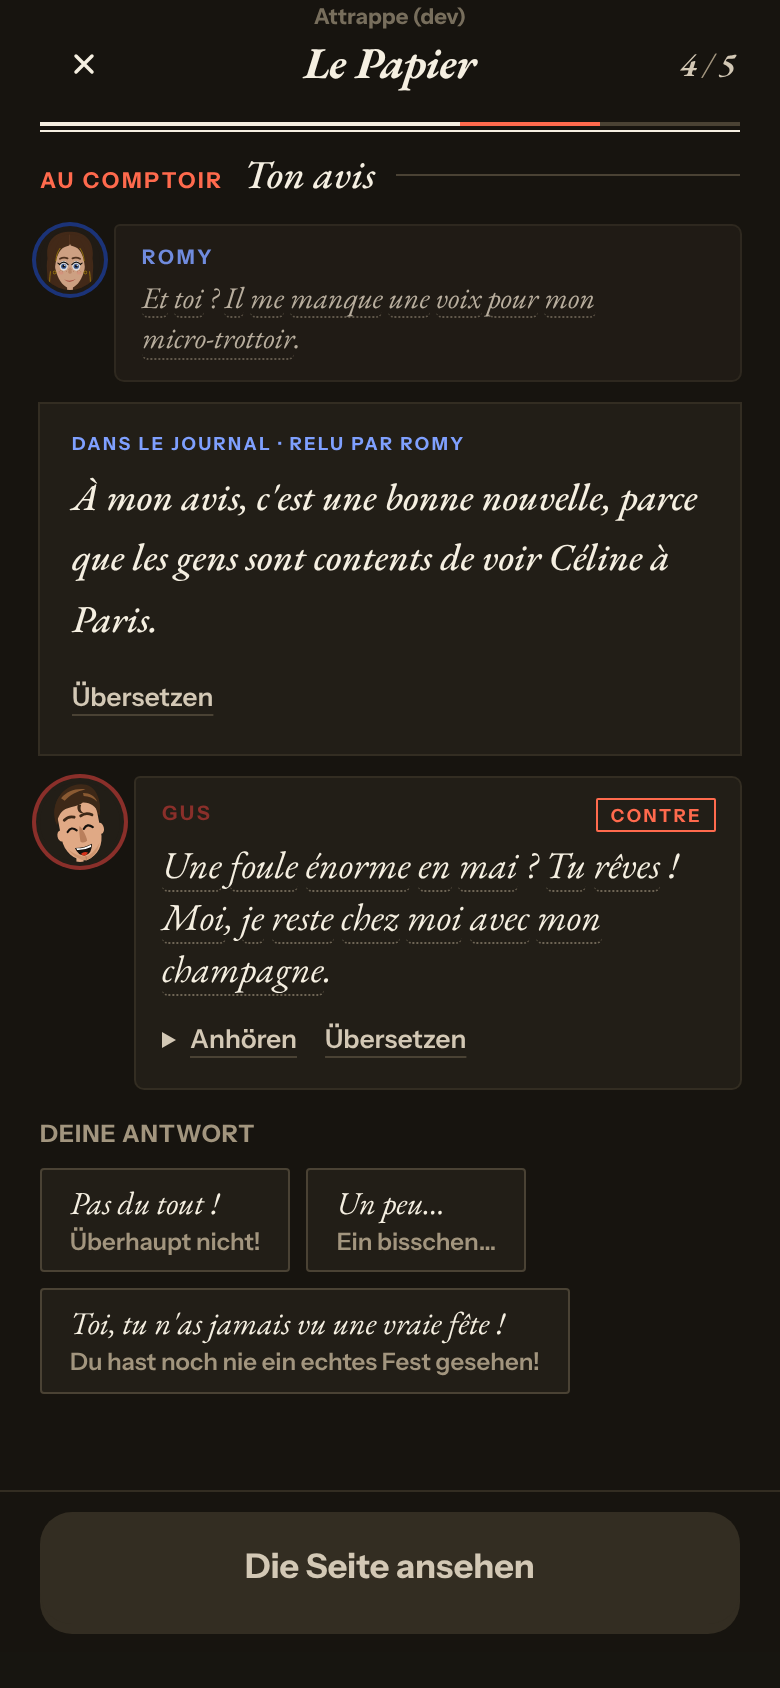 Attrappe (dev)
Le Papier
4/5
AU COMPTOIR Ton avis
ROMY
Et toi ? Il me manque une voix pour mon
micro-trottoir.
DANS LE JOURNAL · RELU PAR ROMY
À mon avis, c'est une bonne nouvelle, parce
que les gens sont contents de voir Céline à
Paris.
Übersetzen
GUS
CONTRE
Une foule énorme en mai ? Tu rêves !
Moi, je reste chez moi avec mon
champagne.
Anhören Übersetzen
DEINE ANTWORT
Pas du tout !
Überhaupt nicht!
Un peu...
Ein bisschen...
Toi, tu n'as jamais vu une vraie fête !
Du hast noch nie ein echtes Fest gesehen!
Die Seite ansehen